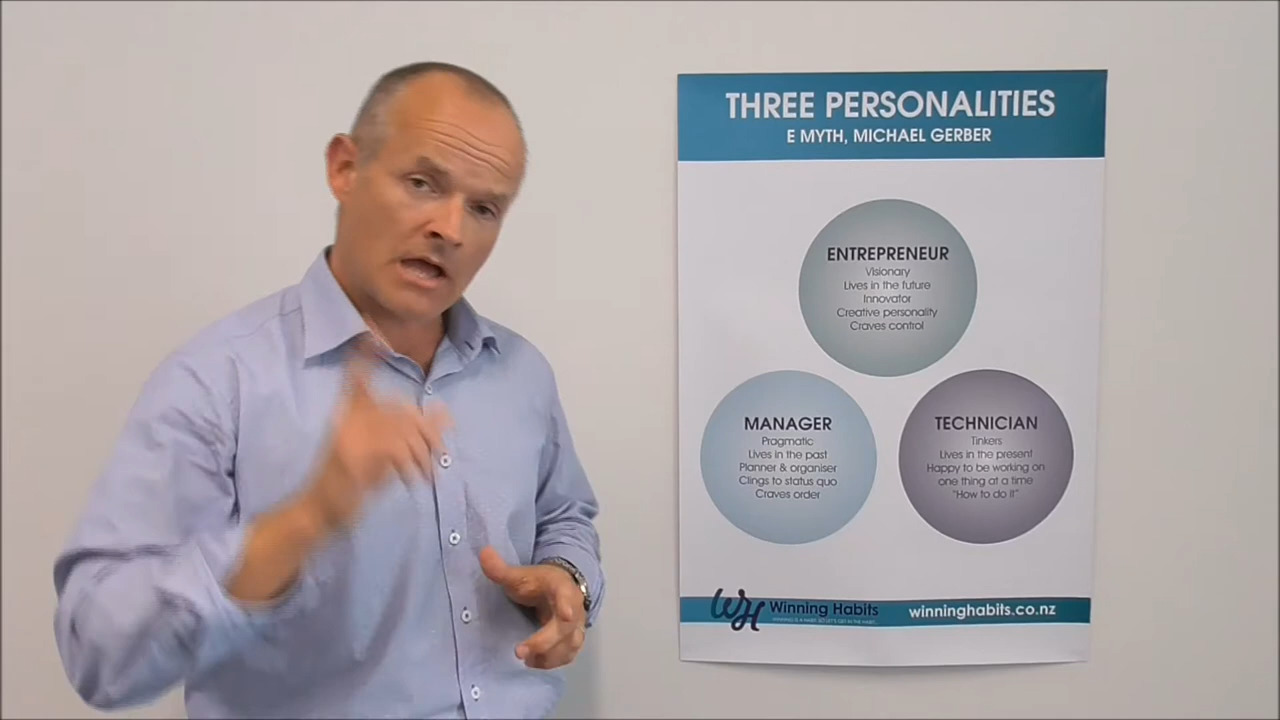 THREE PERSONALITIES
E MYTH, MICHAEL GERBER
ENTREPRENEUR
Visionary
Lives in the future
Innovator
Creative personality
Craves control
MANAGER
Pragmatic
Lives in the past
Planner & organiser
Clings to status quo
Craves order
TECHNICIAN
Tinkers
Lives in the present
Happy to be working on
one thing at a time
"How to do it"
WH Winning Habits
winninghabits.co.nz